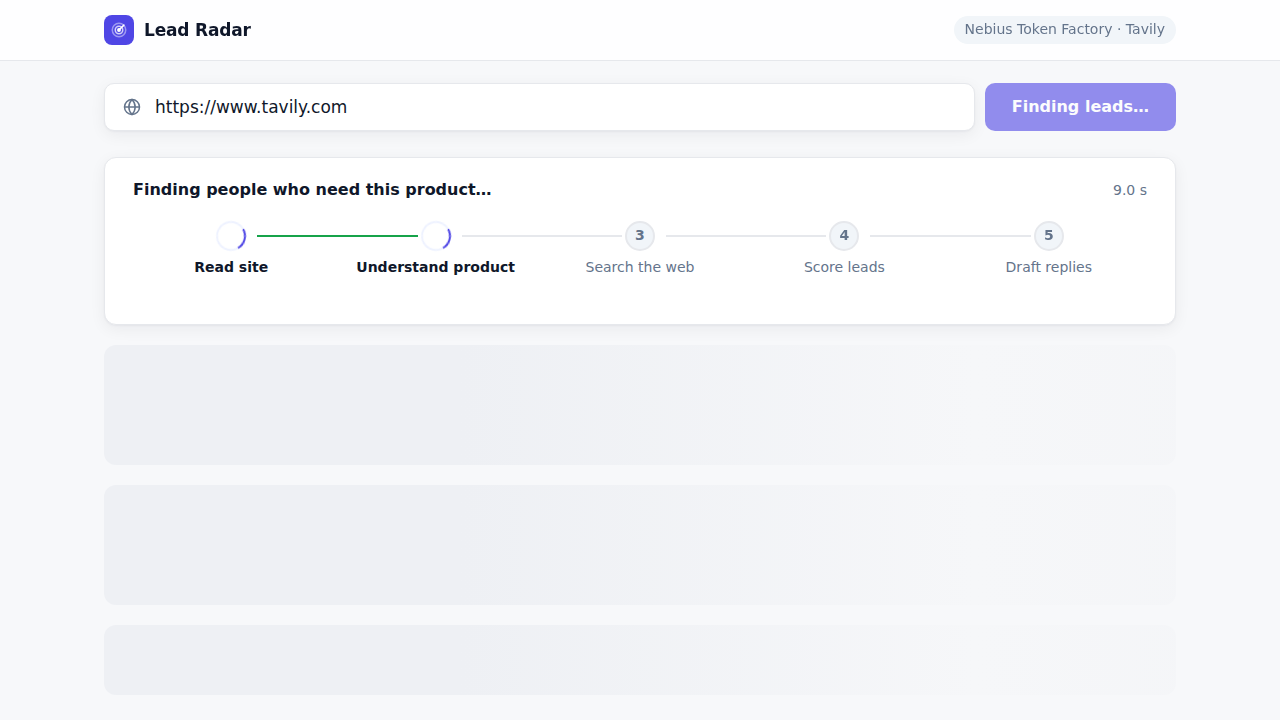 Lead Radar
Nebius Token Factory · Tavily
https://www.tavily.com
Finding leads…
Finding people who need this product…
9.0 s
3
4
5
Read site
Understand product
Search the web
Score leads
Draft replies